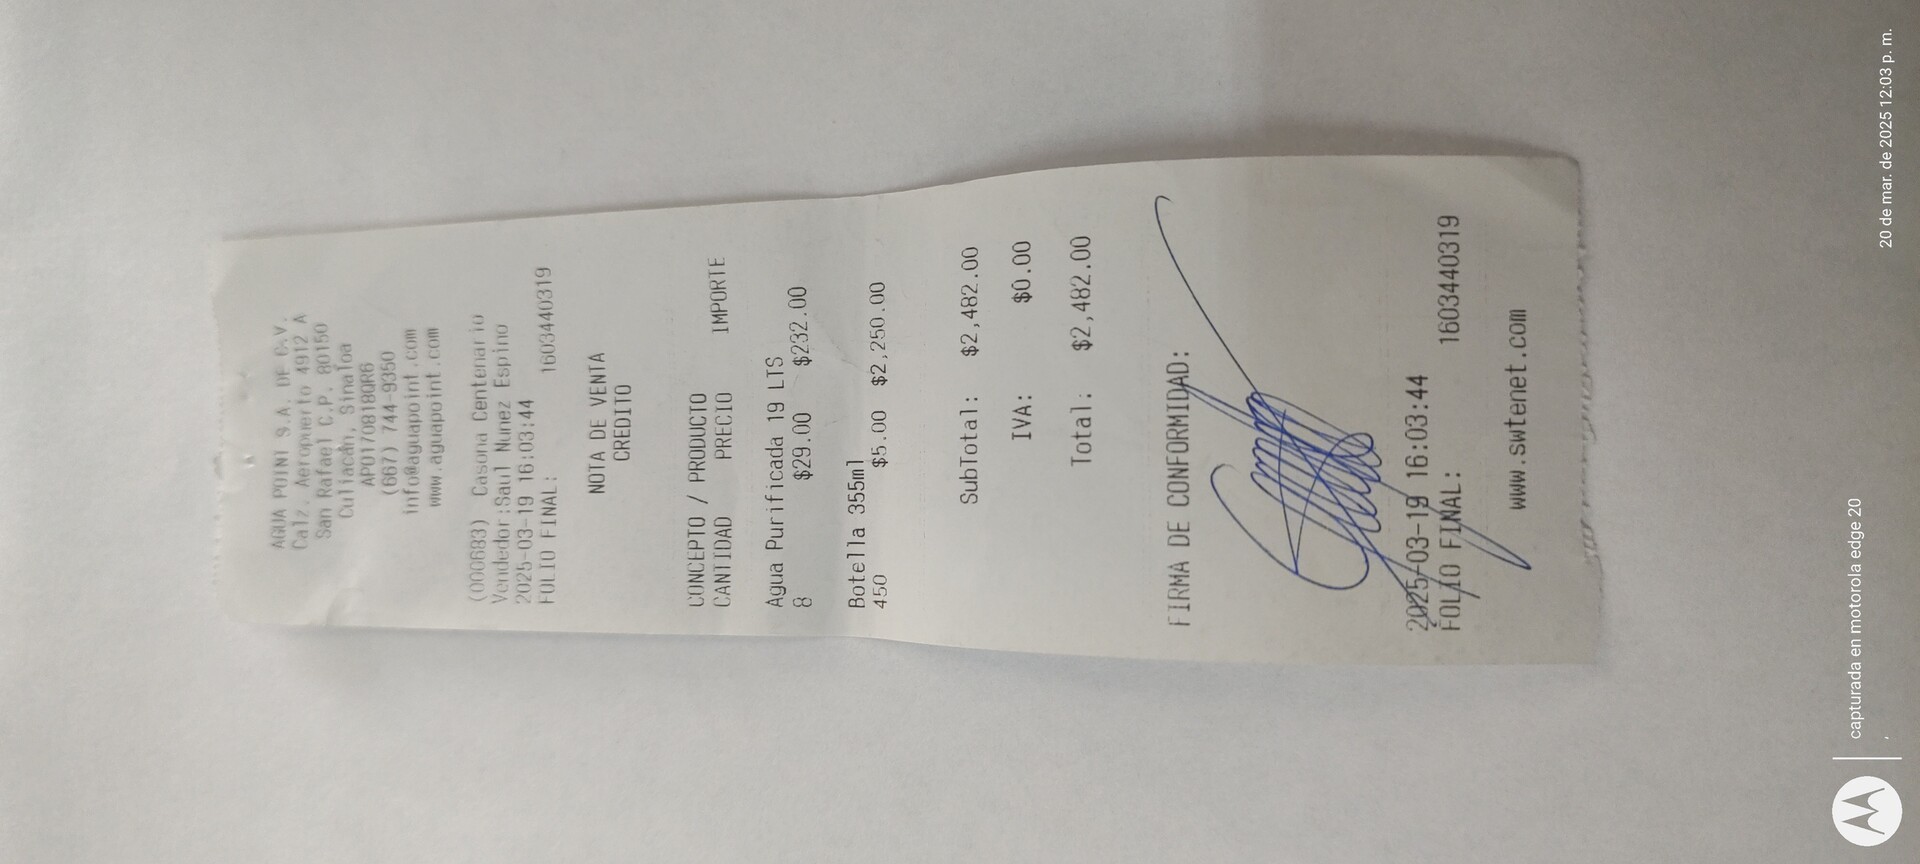 AGUA POINT S.A. DE C.V.
Calz. Aeropuerto 4912 A
San Rafael C.P. 80150
Culiacán, Sinaloa
APO170818QR6
(667) 744-9350
info@aguapoint.com
www.aguapoint.com
(000683) Casona Centenario
Vendedor:Saul Nunez Espino
2025-03-19 16:03:44
FOLIO FINAL: 1603440319
NOTA DE VENTA
CREDITO
CONCEPTO / PRODUCTO
CANTIDAD PRECIO IMPORTE
Agua Purificada 19 LTS
8 $29.00 $232.00
Botella 355ml
450 $5.00 $2,250.00
SubTotal: $2,482.00
IVA: $0.00
Total: $2,482.00
FIRMA DE CONFORMIDAD:
2025-03-19 16:03:44
FOLIO FINAL: 1603440319
www.swtenet.com
capturada en motorola edge 20
,
20 de mar. de 2025 12:03 p. m.